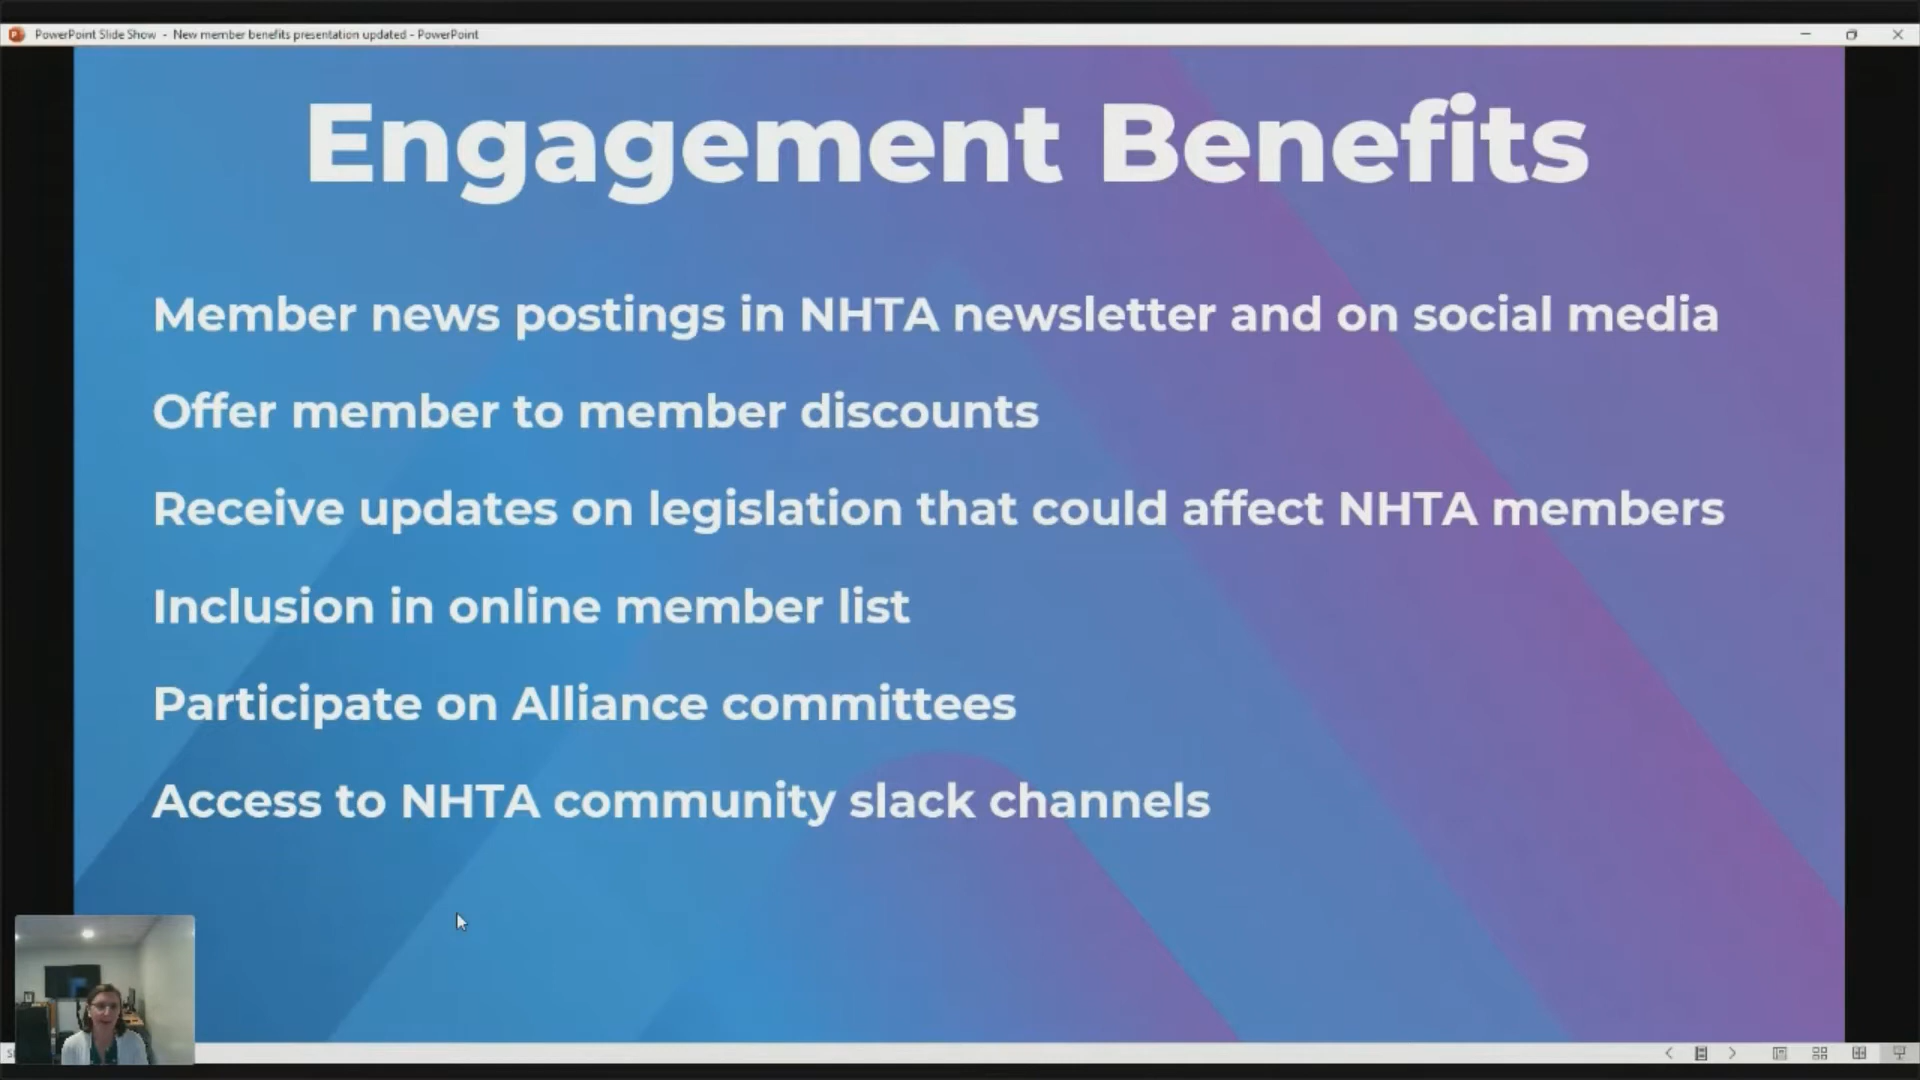 PowerPoint Slide Show - New member benefits presentation updated - PowerPoint
Engagement Benefits
Member news postings in NHTA newsletter and on social media
Offer member to member discounts
Receive updates on legislation that could affect NHTA members
Inclusion in online member list
Participate on Alliance committees
Access to NHTA community slack channels